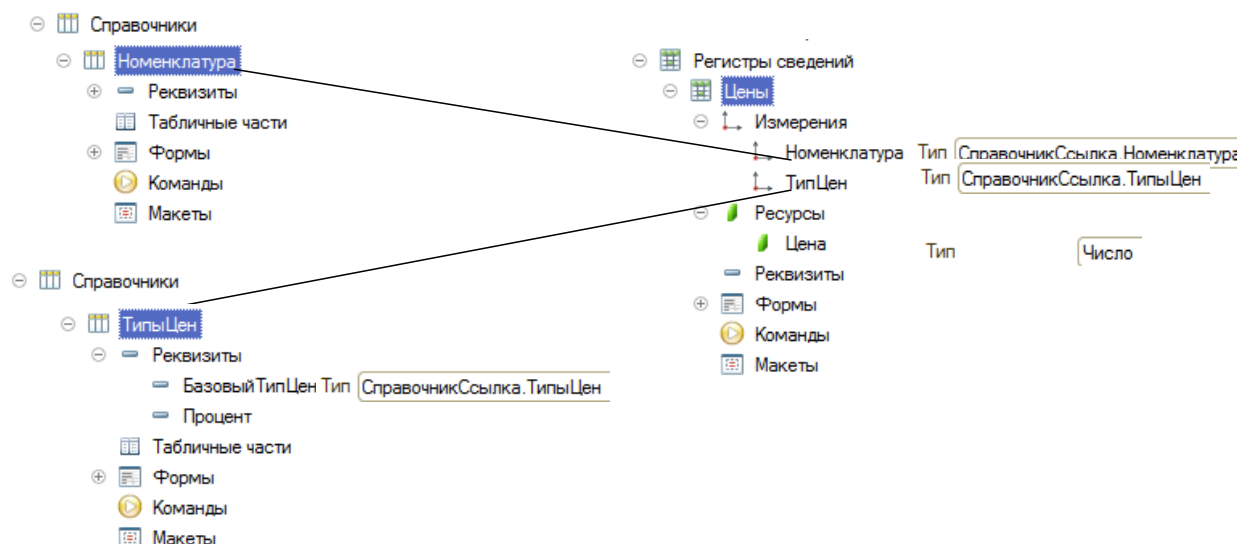 Справочники
Номенклатура
Реквизиты
Табличные части
Формы
Команды
Макеты
Справочники
ТипыЦен
Реквизиты
БазовыйТипЦен Тип СправочникСсылка.ТипыЦен
Процент
Табличные части
Формы
Команды
Макеты
Регистры сведений
Цены
Измерения
Номенклатура Тип СправочникСсылка.Номенклатура
ТипЦен Тип СправочникСсылка.ТипыЦен
Ресурсы
Цена Тип Число
Реквизиты
Формы
Команды
Макеты